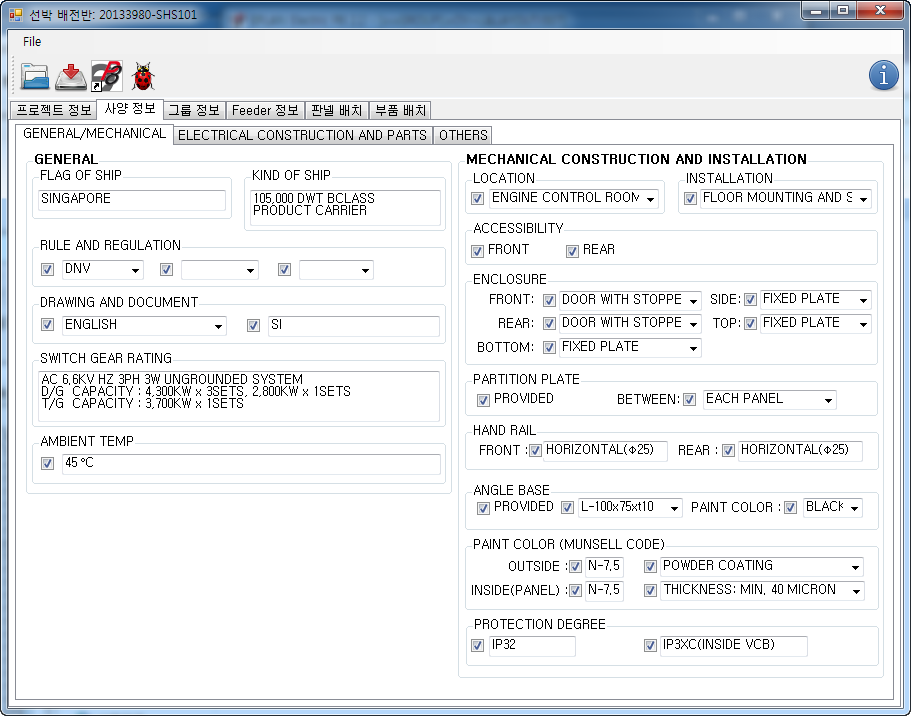 선박 배전반: 20133980-SHS101
File
프로젝트 정보 사양 정보 그룹 정보 Feeder 정보 판넬 배치 부품 배치
GENERAL/MECHANICAL ELECTRICAL CONSTRUCTION AND PARTS OTHERS
GENERAL
FLAG OF SHIP
SINGAPORE
KIND OF SHIP
105,000 DWT BCLASS
PRODUCT CARRIER
RULE AND REGULATION
DNV
DRAWING AND DOCUMENT
ENGLISH SI
SWITCH GEAR RATING
AC 6,6KV HZ 3PH 3W UNGROUNDED SYSTEM
D/G CAPACITY : 4,300KW x 3SETS, 2,800KW x 1SETS
T/G CAPACITY : 3,700KW x 1SETS
AMBIENT TEMP
45 ℃
MECHANICAL CONSTRUCTION AND INSTALLATION
LOCATION
ENGINE CONTROL ROOM
INSTALLATION
FLOOR MOUNTING AND S
ACCESSIBILITY
FRONT REAR
ENCLOSURE
FRONT: DOOR WITH STOPPE SIDE: FIXED PLATE
REAR: DOOR WITH STOPPE TOP: FIXED PLATE
BOTTOM: FIXED PLATE
PARTITION PLATE
PROVIDED BETWEEN: EACH PANEL
HAND RAIL
FRONT : HORIZONTAL(Φ25) REAR : HORIZONTAL(Φ25)
ANGLE BASE
PROVIDED L-100x75xt10 PAINT COLOR : BLACK
PAINT COLOR (MUNSELL CODE)
OUTSIDE : N-7,5 POWDER COATING
INSIDE(PANEL) : N-7,5 THICKNESS: MIN, 40 MICRON
PROTECTION DEGREE
IP32 IP3XC(INSIDE VCB)